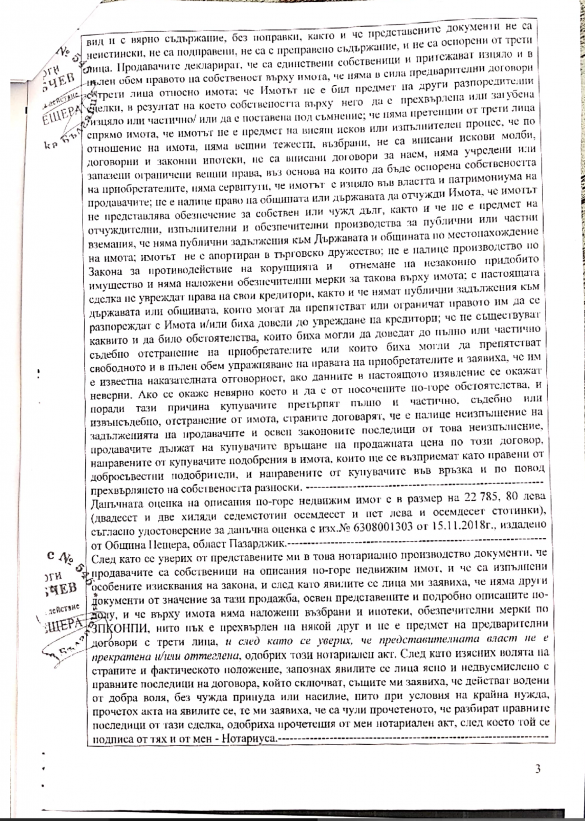 вид и с вярно съдържание, без поправки, както и че представените документи не са
неистински, не са подправени, не са с преправено съдържание, и не са оспорени от трети
лица. Продавачите декларират, че са единствени собственици и притежават изцяло и в
пълен обем правото на собственост върху имота, че няма в сила предварителни договори
с трети лица относно имота; че Имотът не е бил предмет на други разпоредителни
сделки, в резултат на което собствеността върху него да е прехвърлена или загубена
изцяло или частично/ или да е поставена под съмнение; че няма претенции от трети лица
спрямо имота, че имотът не е предмет на висящ исков или изпълнителен процес, че по
отношение на имота, няма вещни тежести, възбрани, не са вписани искови молби,
договорни и законни ипотеки, не са вписани договори за наем, няма учредени или
запазени ограничени вещни права, въз основа на които да бъде оспорена собствеността
на приобретателите, няма сервитути, че имотът е изцяло във властта и патримониума на
продавачите; не е налице право на общината или държавата да отчужди Имота, че имотът
не представлява обезпечение за собствен или чужд дълг, както и че не е предмет на
отчуждителни, изпълнителни и обезпечителни производства за публични или частни
вземания, че няма публични задължения към Държавата и общината по местонахождение
на имота; имотът не е апортиран в търговско дружество; не е налице производство по
Закона за противодействие на корупцията и отнемане на незаконно придобито
имущество и няма наложени обезпечителни мерки за такова върху имота; с настоящата
сделка не увреждат права на свои кредитори, както и че нямат публични задължения към
държавата или общината, които могат да препятстват или ограничат правото им да се
разпореждат с Имота и/или биха довели до увреждане на кредитори; че не съществуват
каквито и да било обстоятелства, които биха могли да доведат до пълно или частично
съдебно отстранение на приобретателите или които биха могли да препятстват
свободното и в пълен обем упражняване на правата на приобретателите и заявиха, че им
е известна наказателната отговорност, ако данните в настоящото изявление се окажат
неверни. Ако се окаже невярно което и да е от посочените по-горе обстоятелства, и
поради тази причина купувачите претърпят пълно и частично, съдебно или
извънсъдебно, отстранение от имота, страните договарят, че е налице неизпълнение на
задълженията на продавачите и освен законовите последици от това неизпълнение,
продавачите дължат на купувачите връщане на продажната цена по този договор,
направените от купувачите подобрения в имота, които ще се възприемат като правени от
добросъвестни подобрители, и направените от купувачите във връзка и по повод
прехвърлянето на собствеността разноски.
Данъчната оценка на описания по-горе недвижим имот е в размер на 22 785, 80 лева
(двадесет и две хиляди седемстотин осемдесет и пет лева и осемдесет стотинки),
съгласно удостоверение за данъчна оценка с изх.№ 6308001303 от 15.11.2018г., издадено
от Община Пещера, област Пазарджик.
След като се уверих от представените ми в това нотариално производство документи, че
продавачите са собственици на описания по-горе недвижим имот, и че са изпълнени
особените изисквания на закона, и след като явилите се лица ми заявиха, че няма други
документи от значение за тази продажба, освен представените и подробно описаните по-
долу, и че върху имота няма наложени възбрани и ипотеки, обезпечителни мерки по
ЗПКОНПИ, нито пък е прехвърлен на някой друг и не е предмет на предварителни
договори с трети лица, и след като се уверих, че представителната власт не е
прекратена и/или оттеглена, одобрих този нотариален акт. След като изясних волята на
страните и фактическото положение, запознах явилите се лица ясно и недвусмислено с
правните последици на договора, който сключват, същите ми заявиха, че действат водени
от добра воля, без чужда принуда или насилие, нито при условия на крайна нужда,
прочетох акта на явилите се, те ми заявиха, че са чули прочетеното, че разбират правните
последици от тази сделка, одобриха прочетения от мен нотариален акт, след което той се
подписа от тях и от мен - Нотариуса.
3